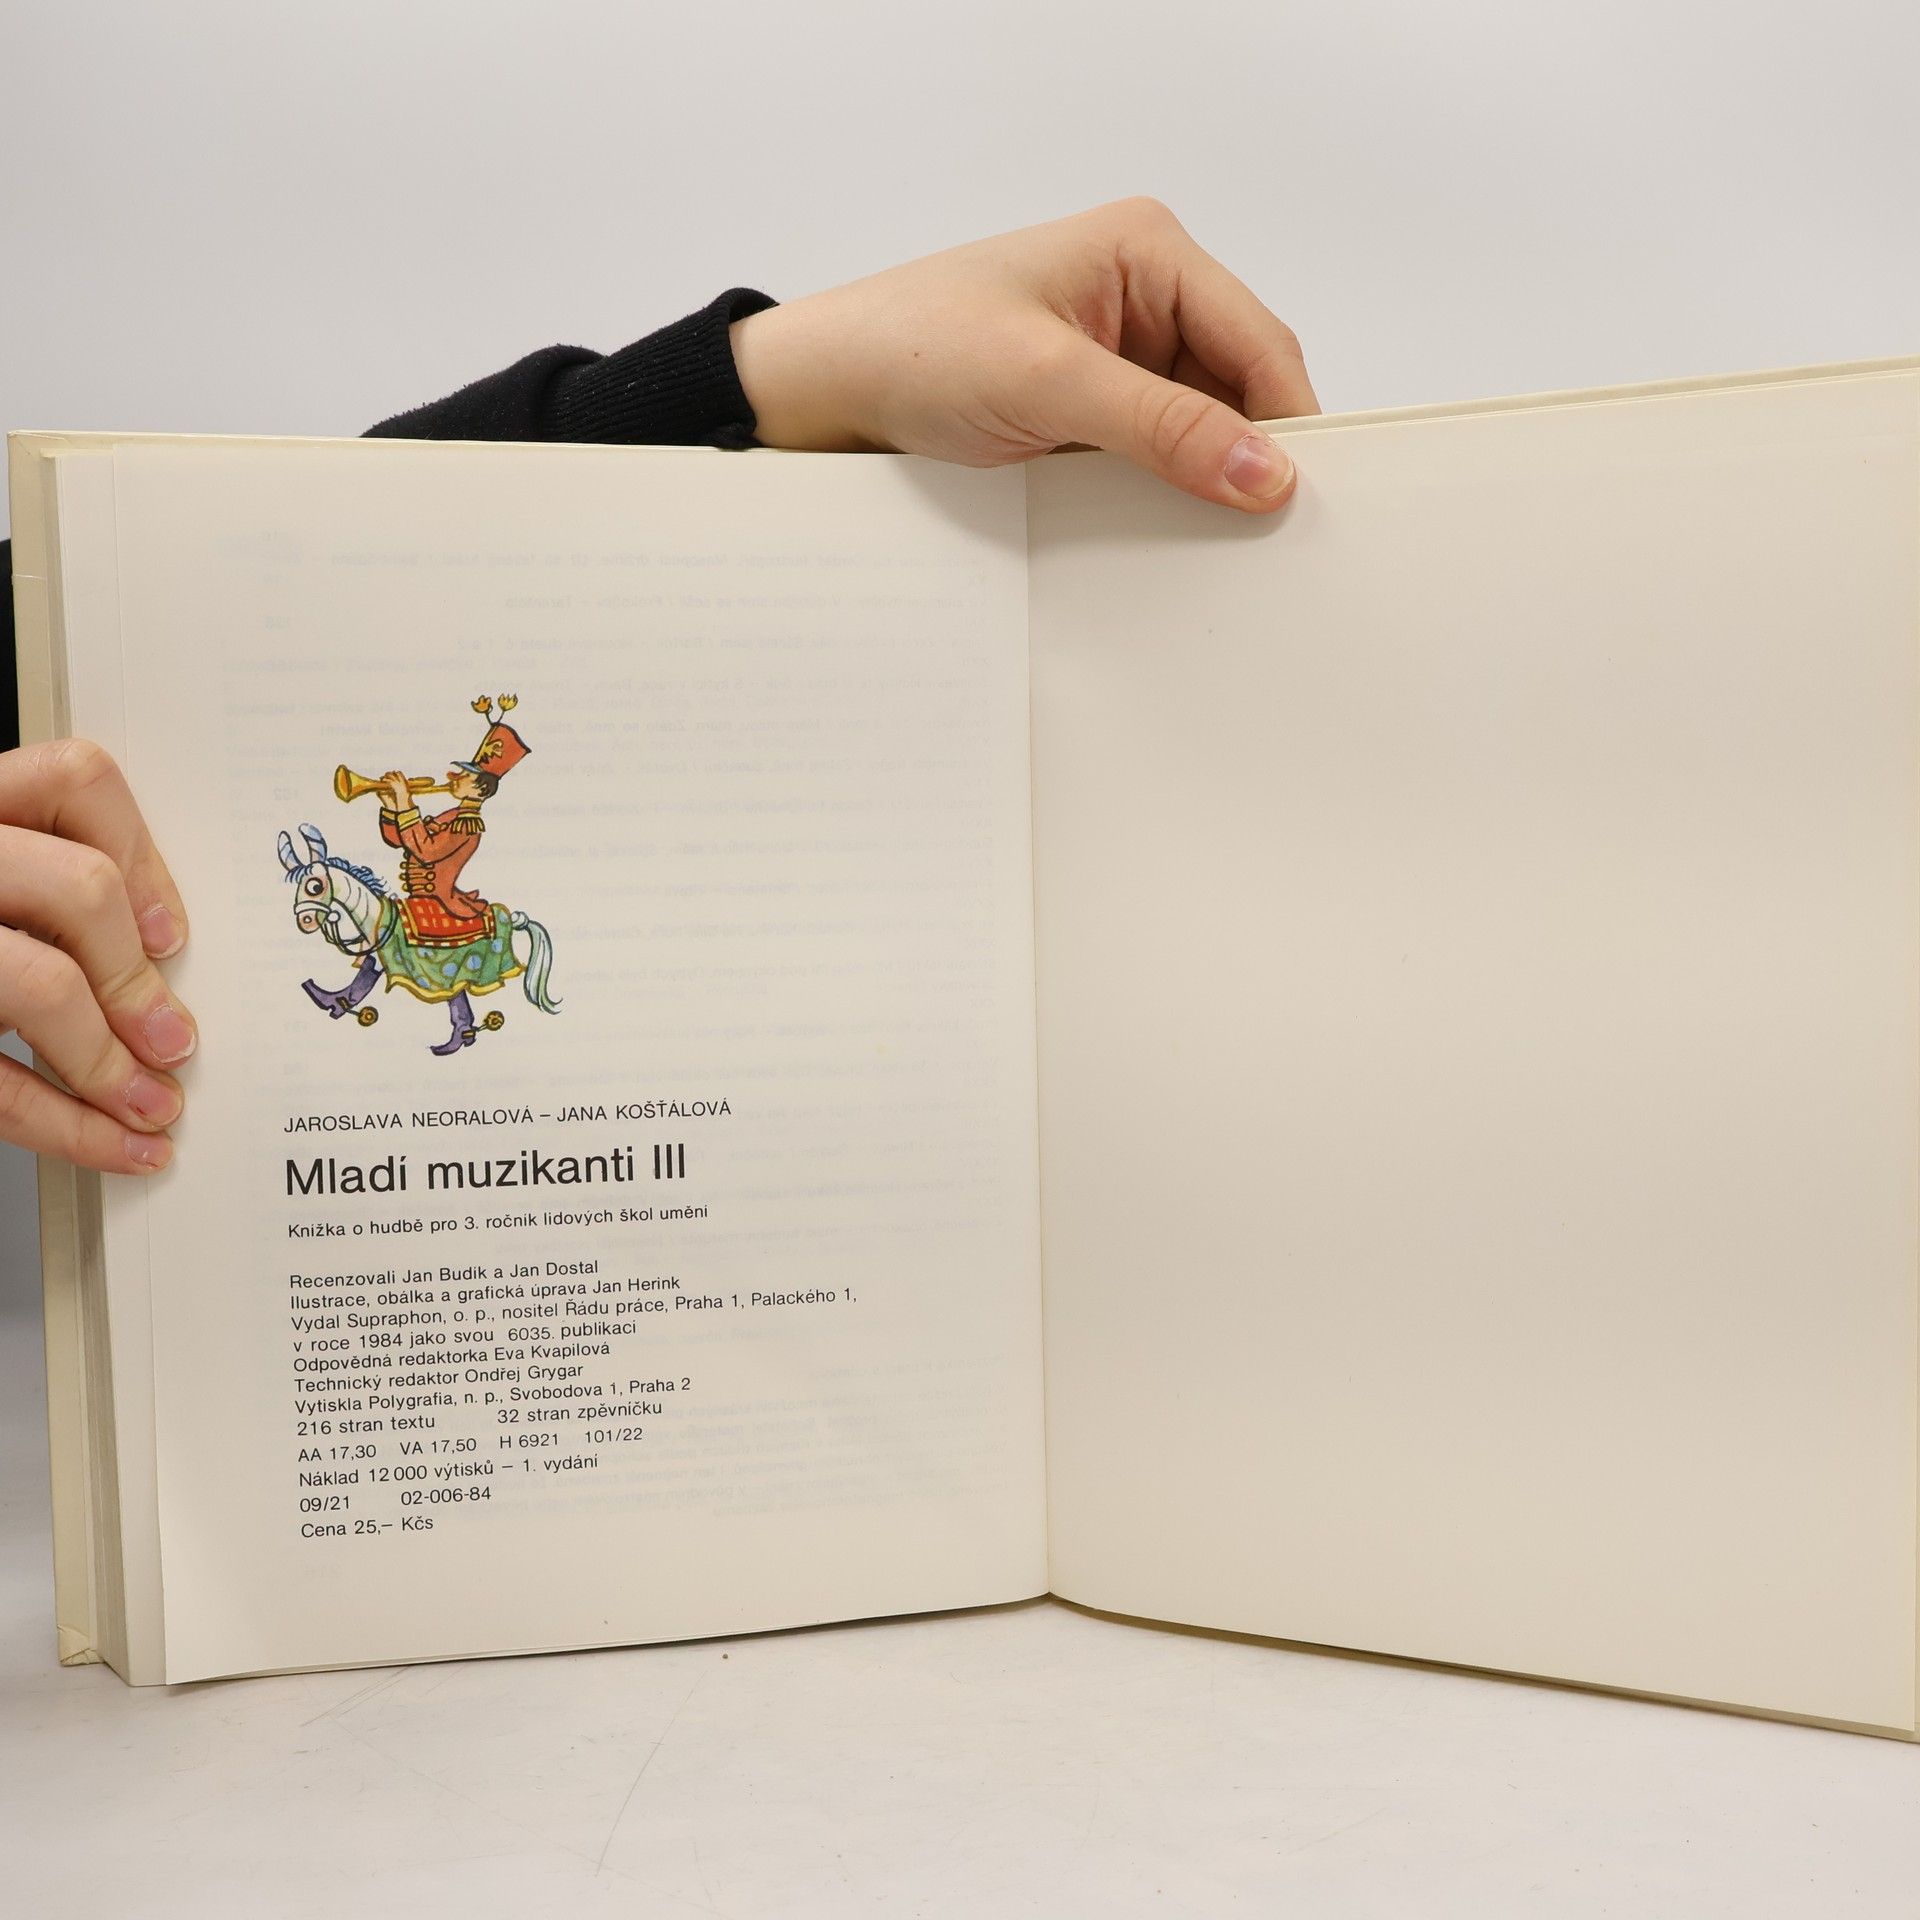 JAROSLAVA NEORALOVÁ – JANA KOŠŤÁLOVÁ
Mladí muzikanti III
Knížka o hudbě pro 3. ročník lidových škol umění
Recenzovali Jan Budík a Jan Dostal
Ilustrace, obálka a grafická úprava Jan Herink
Vydal Supraphon, o. p., nositel Řádu práce, Praha 1, Palackého 1,
v roce 1984 jako svou 6035. publikaci
Odpovědná redaktorka Eva Kvapilová
Technický redaktor Ondřej Grygar
Vytiskla Polygrafia, n. p., Svobodova 1, Praha 2
216 stran textu 32 stran zpěvníčku
AA 17,30 VA 17,50 H 6921 101/22
Náklad 12 000 výtisků – 1. vydání
09/21 02-006-84
Cena 25,– Kčs